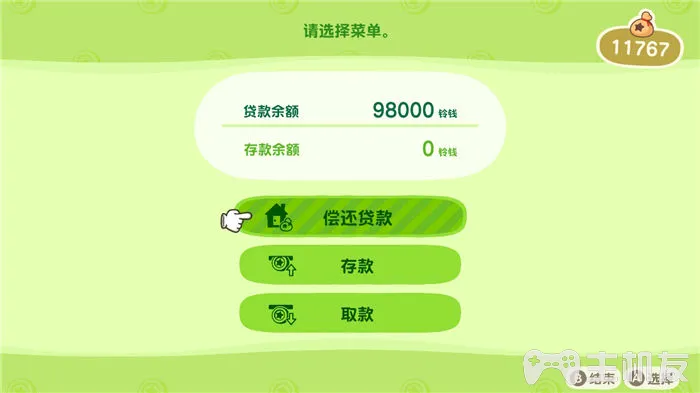 请选择菜单。
11767
贷款余额 98000 铃钱
存款余额 0 铃钱
偿还贷款
存款
取款
主机友
B 结束 A 选择